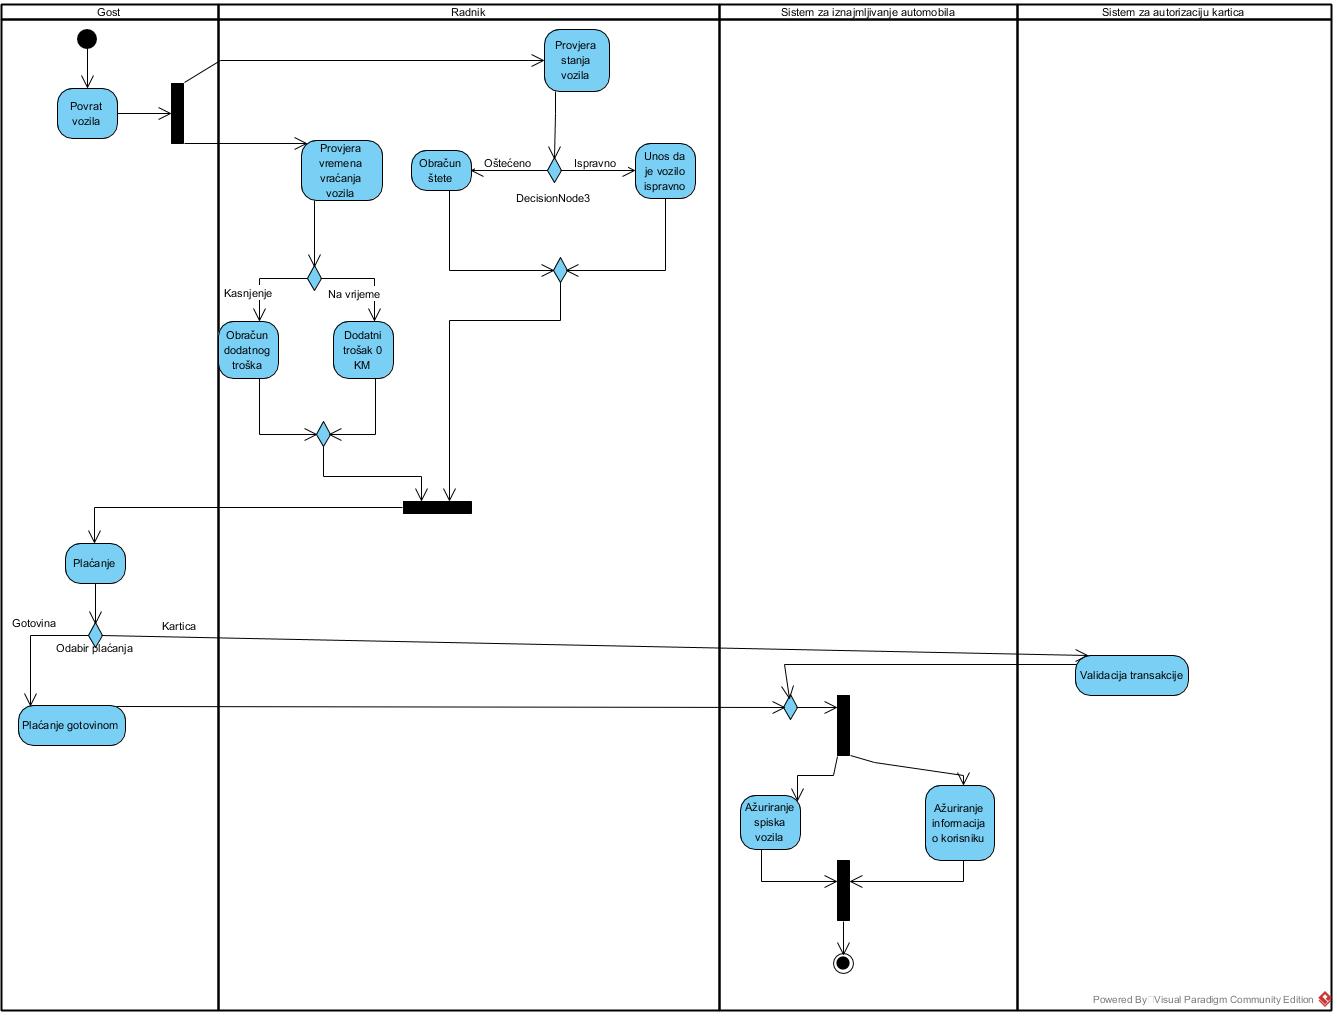 Gost
Radnik
Sistem za iznajmljivanje automobila
Sistem za autorizaciju kartica
Povrat
vozila
Provjera
stanja
vozila
Provjera
vremena
vraćanja
vozila
Obračun
štete
Oštećeno
Ispravno
Unos da
je vozilo
ispravno
DecisionNode3
Kasnjenje
Na vrijeme
Obračun
dodatnog
troška
Dodatni
trošak 0
KM
Plaćanje
Gotovina
Kartica
Odabir plaćanja
Validacija transakcije
Plaćanje gotovinom
Ažuriranje
spiska
vozila
Ažuriranje
informacija
o korisniku
Powered By Visual Paradigm Community Edition